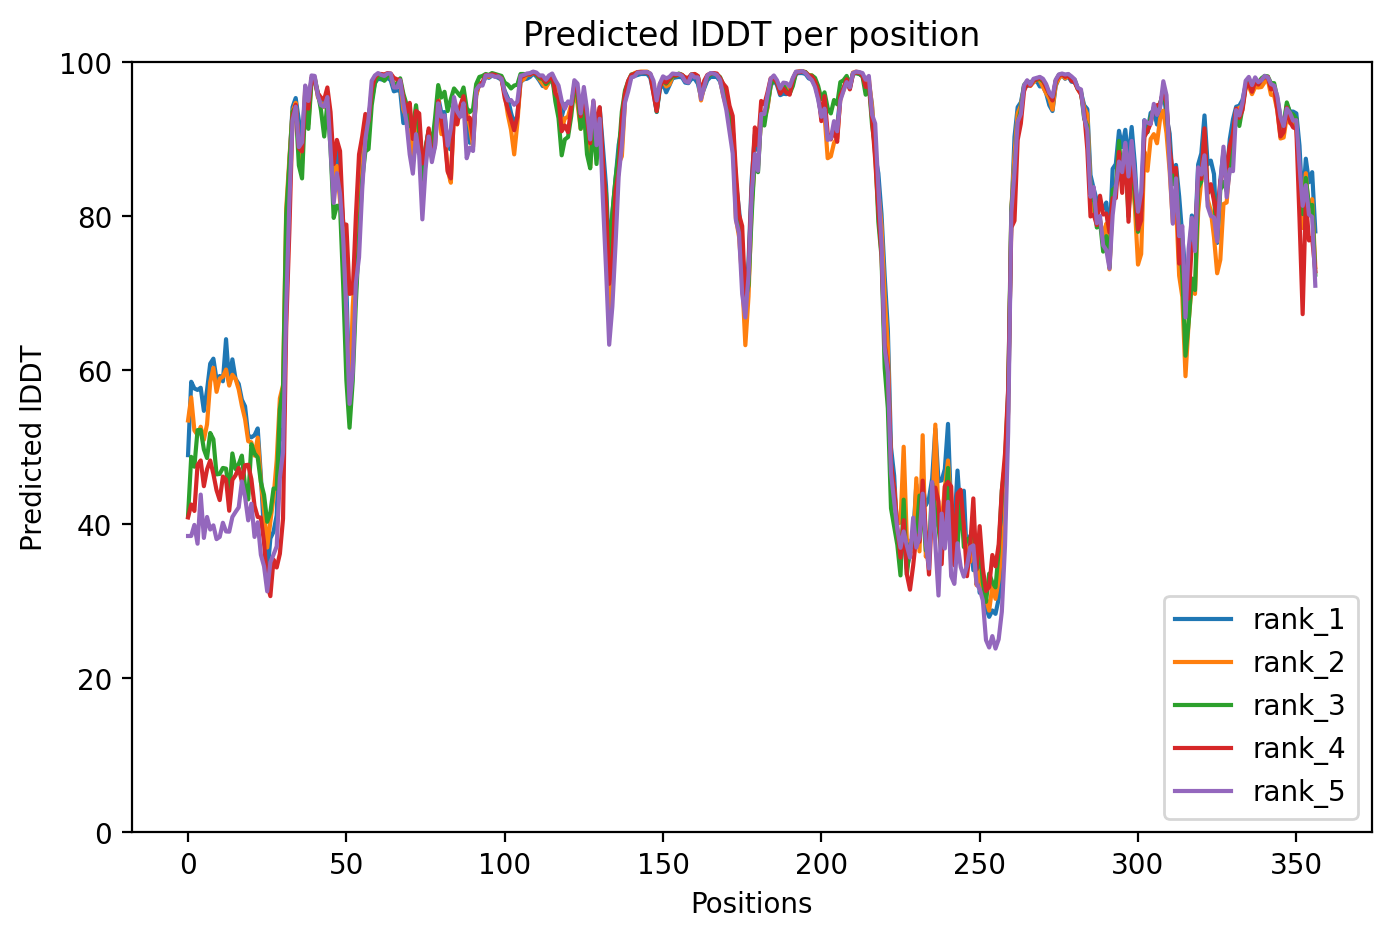 Predicted lDDT per position
100
80
60
40
20
0
Predicted lDDT
0 50 100 150 200 250 300 350
Positions
rank_1
rank_2
rank_3
rank_4
rank_5